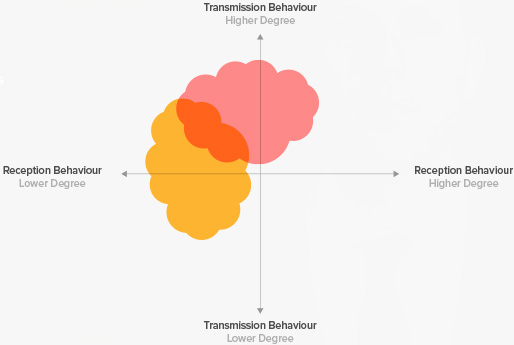 Transmission Behaviour
Higher Degree
Reception Behaviour
Lower Degree
Reception Behaviour
Higher Degree
Transmission Behaviour
Lower Degree